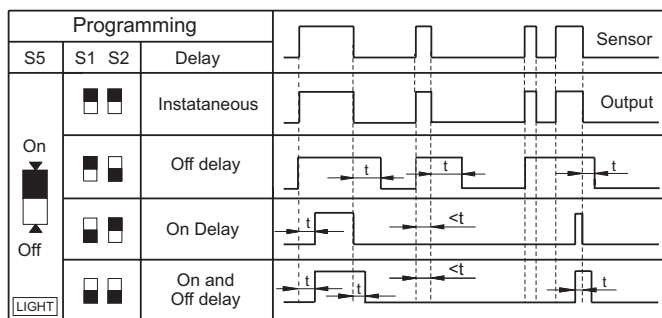 Programming
S5 S1 S2 Delay
Sensor
Instataneous
Output
On
Off delay
t t t
Off
On Delay
t <t
LIGHT
On and
Off delay
t t <t t